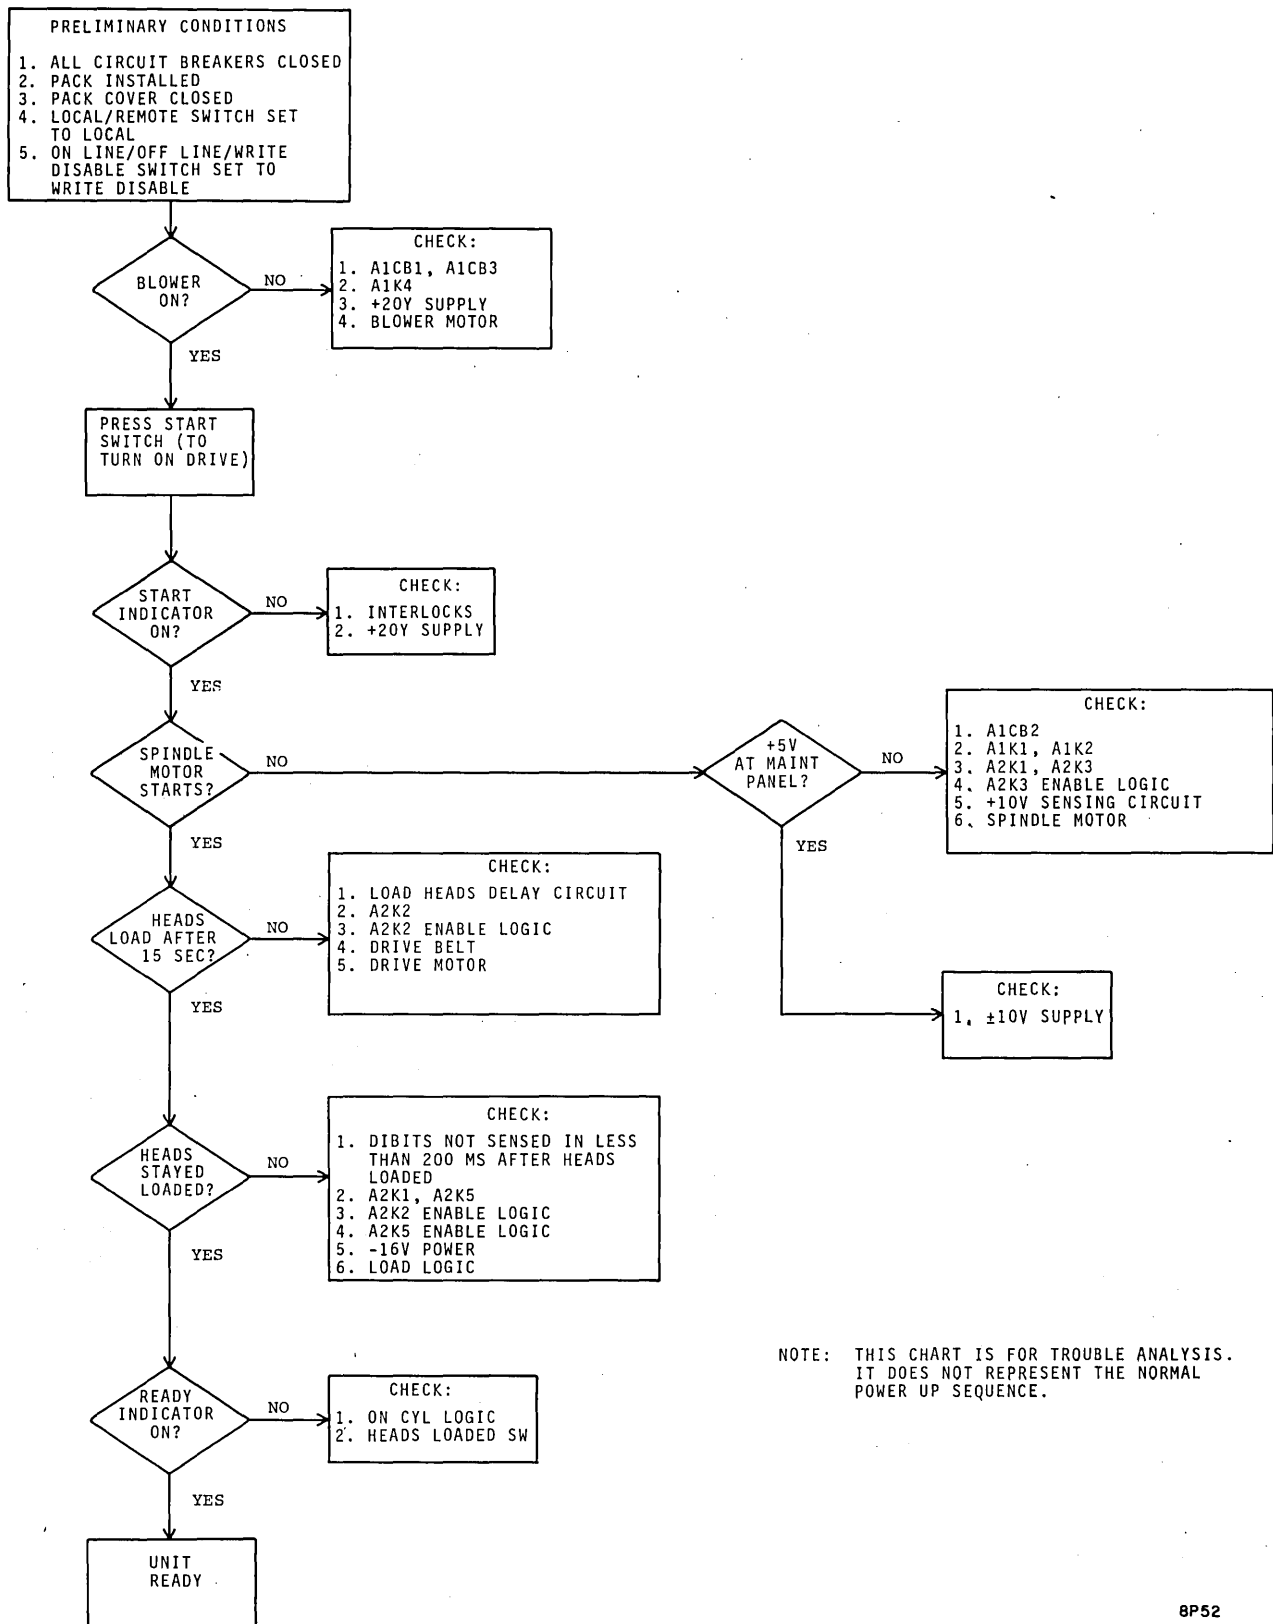 PRELIMINARY CONDITIONS
1. ALL CIRCUIT BREAKERS CLOSED
2. PACK INSTALLED
3. PACK COVER CLOSED
4. LOCAL/REMOTE SWITCH SET
TO LOCAL
5. ON LINE/OFF LINE/WRITE
DISABLE SWITCH SET TO
WRITE DISABLE
BLOWER
ON?
NO
CHECK:
1. A1CB1, A1CB3
2. A1K4
3. +20Y SUPPLY
4. BLOWER MOTOR
YES
PRESS START
SWITCH (TO
TURN ON DRIVE)
START
INDICATOR
ON?
NO
CHECK:
1. INTERLOCKS
2. +20Y SUPPLY
YES
SPINDLE
MOTOR
STARTS?
NO
+5V
AT MAINT
PANEL?
NO
CHECK:
1. A1CB2
2. A1K1, A1K2
3. A2K1, A2K3
4. A2K3 ENABLE LOGIC
5. +10V SENSING CIRCUIT
6. SPINDLE MOTOR
YES
YES
HEADS
LOAD AFTER
15 SEC?
NO
CHECK:
1. LOAD HEADS DELAY CIRCUIT
2. A2K2
3. A2K2 ENABLE LOGIC
4. DRIVE BELT
5. DRIVE MOTOR
YES
CHECK:
1. ±10V SUPPLY
HEADS
STAYED
LOADED?
NO
CHECK:
1. DIBITS NOT SENSED IN LESS
THAN 200 MS AFTER HEADS
LOADED
2. A2K1, A2K5
3. A2K2 ENABLE LOGIC
4. A2K5 ENABLE LOGIC
5. -16V POWER
6. LOAD LOGIC
YES
NOTE: THIS CHART IS FOR TROUBLE ANALYSIS.
IT DOES NOT REPRESENT THE NORMAL
POWER UP SEQUENCE.
READY
INDICATOR
ON?
NO
CHECK:
1. ON CYL LOGIC
2. HEADS LOADED SW
YES
UNIT
READY
8P52